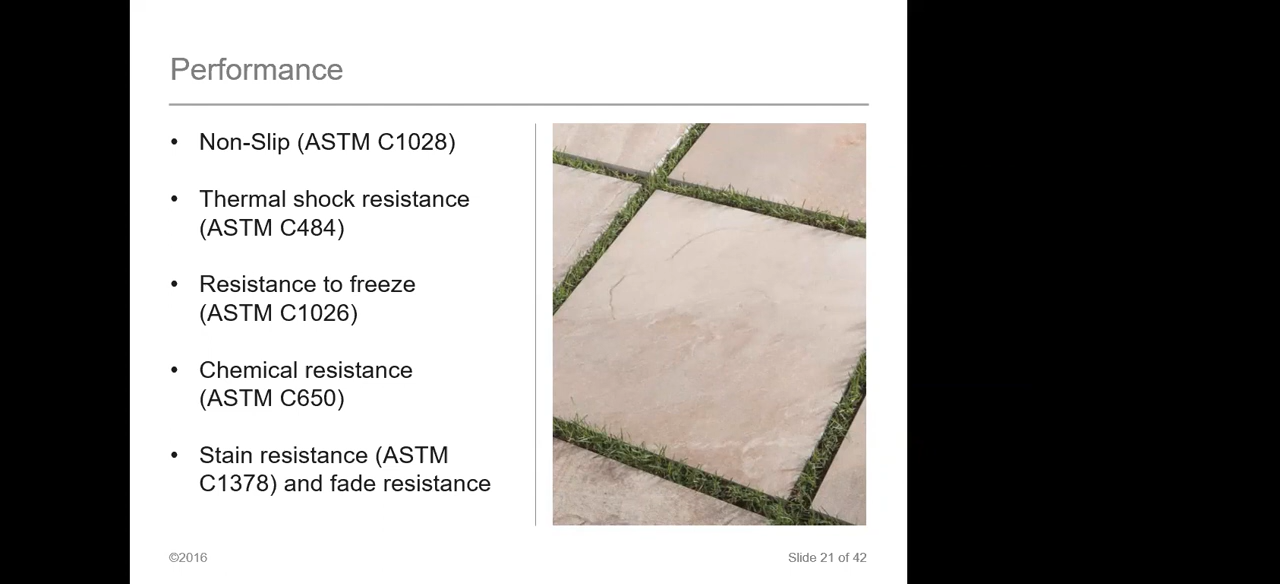 Performance
• Non-Slip (ASTM C1028)
• Thermal shock resistance
(ASTM C484)
• Resistance to freeze
(ASTM C1026)
• Chemical resistance
(ASTM C650)
• Stain resistance (ASTM
C1378) and fade resistance
©2016
Slide 21 of 42